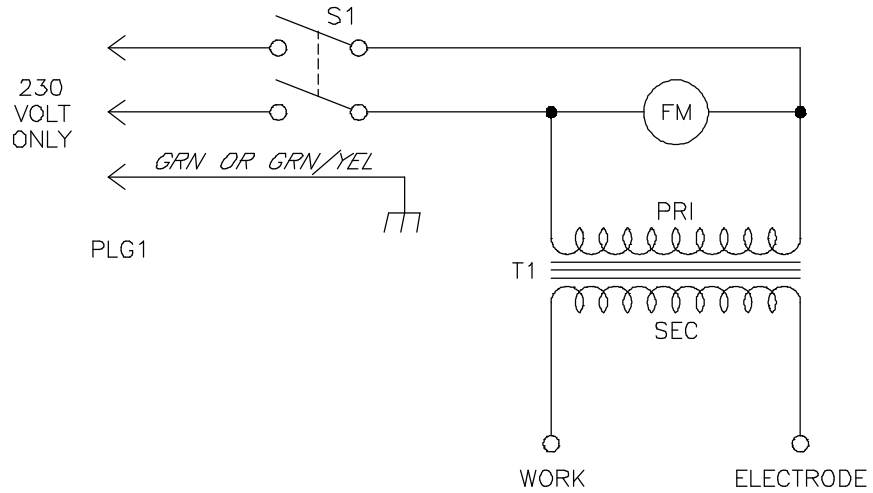 S1
230
VOLT
ONLY
FM
GRN OR GRN/YEL
PRI
PLG1
T1
SEC
WORK
ELECTRODE